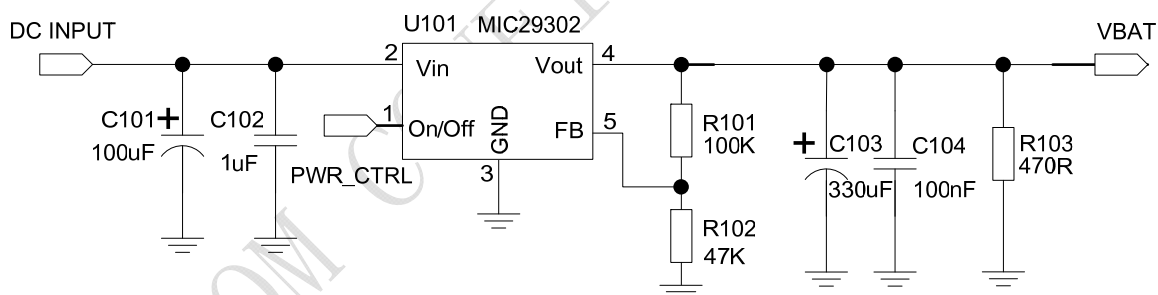 U101 MIC29302
DC INPUT
VBAT
2
4
Vin
Vout
C101
+
C102
100uF
1uF
1
On/Off
GND
FB
5
PWR_CTRL
3
R101
100K
+
C103
330uF
C104
100nF
R103
470R
R102
47K